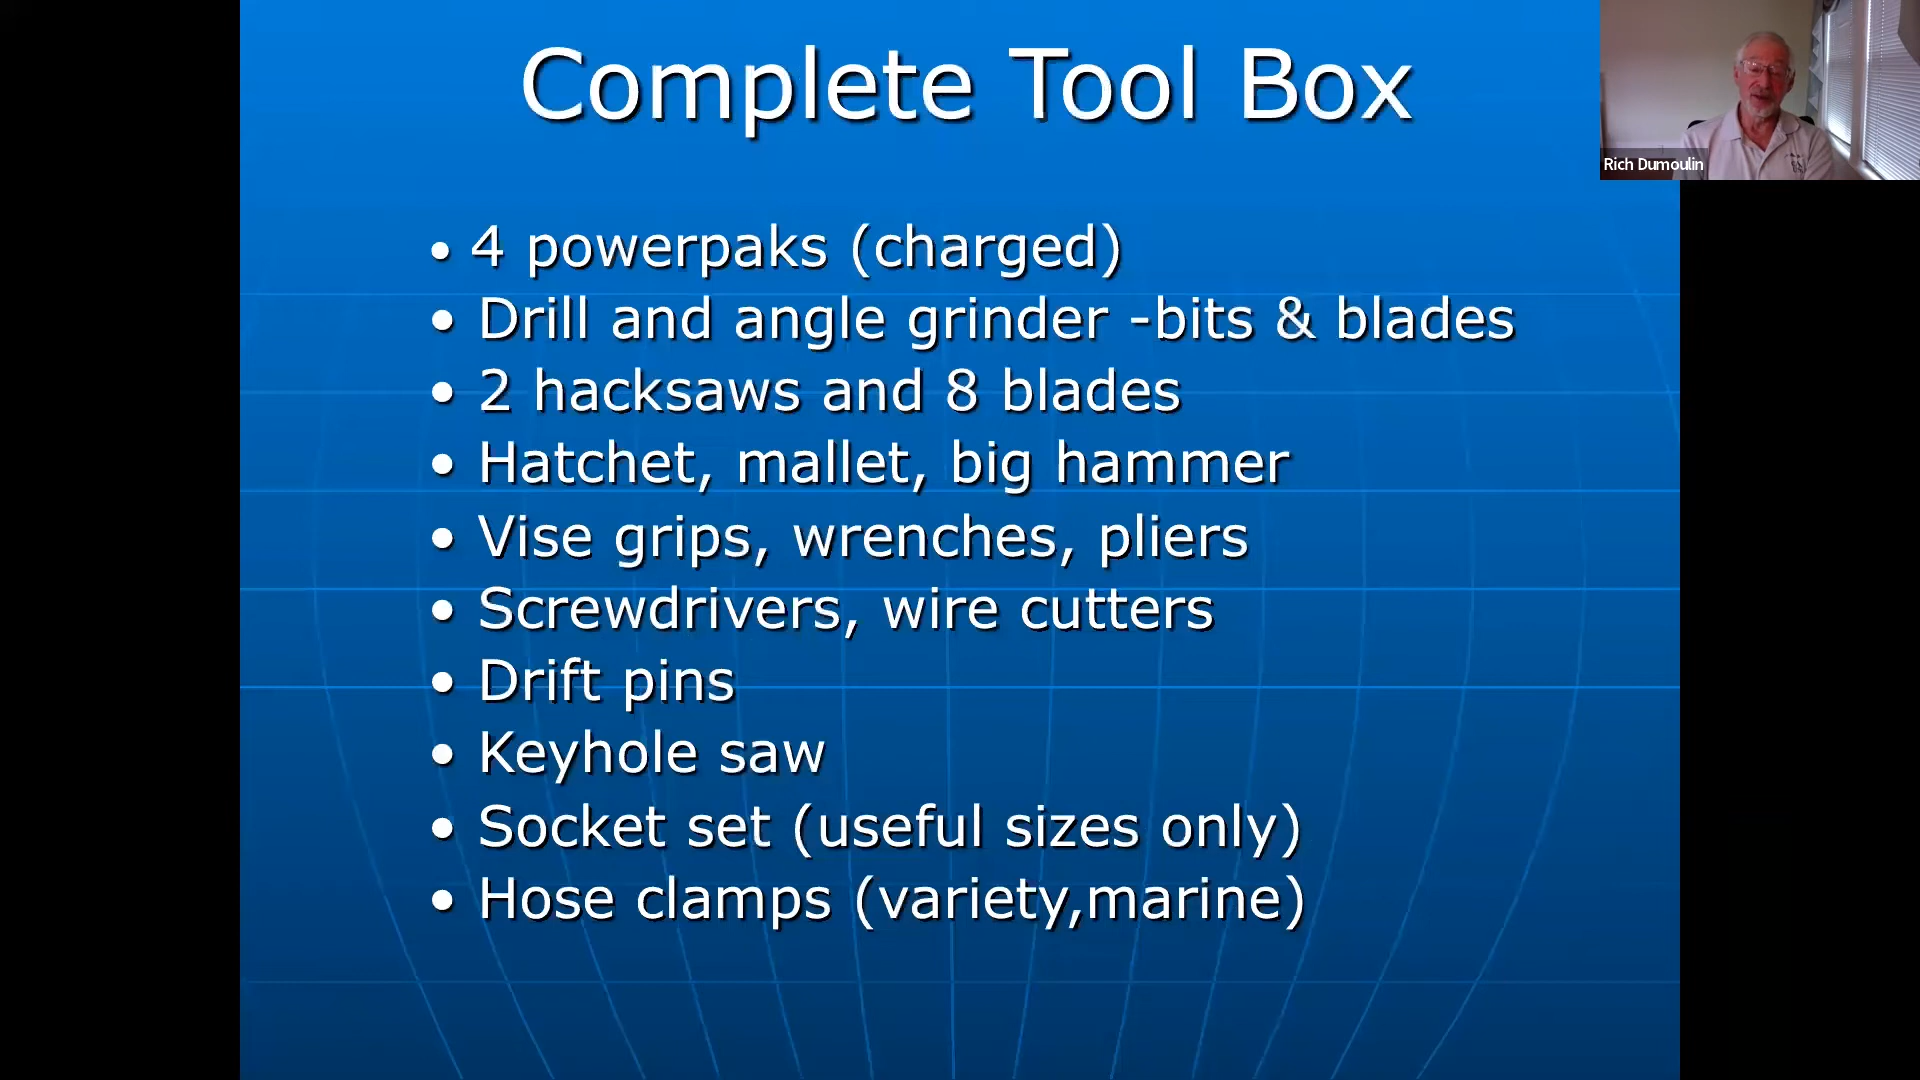 Complete Tool Box
Rich Dumoulin
• 4 powerpaks (charged)
• Drill and angle grinder -bits & blades
• 2 hacksaws and 8 blades
• Hatchet, mallet, big hammer
• Vise grips, wrenches, pliers
• Screwdrivers, wire cutters
• Drift pins
• Keyhole saw
• Socket set (useful sizes only)
• Hose clamps (variety,marine)